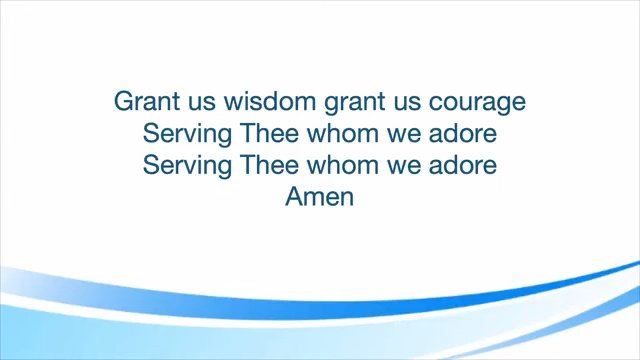 Grant us wisdom grant us courage
Serving Thee whom we adore
Serving Thee whom we adore
Amen